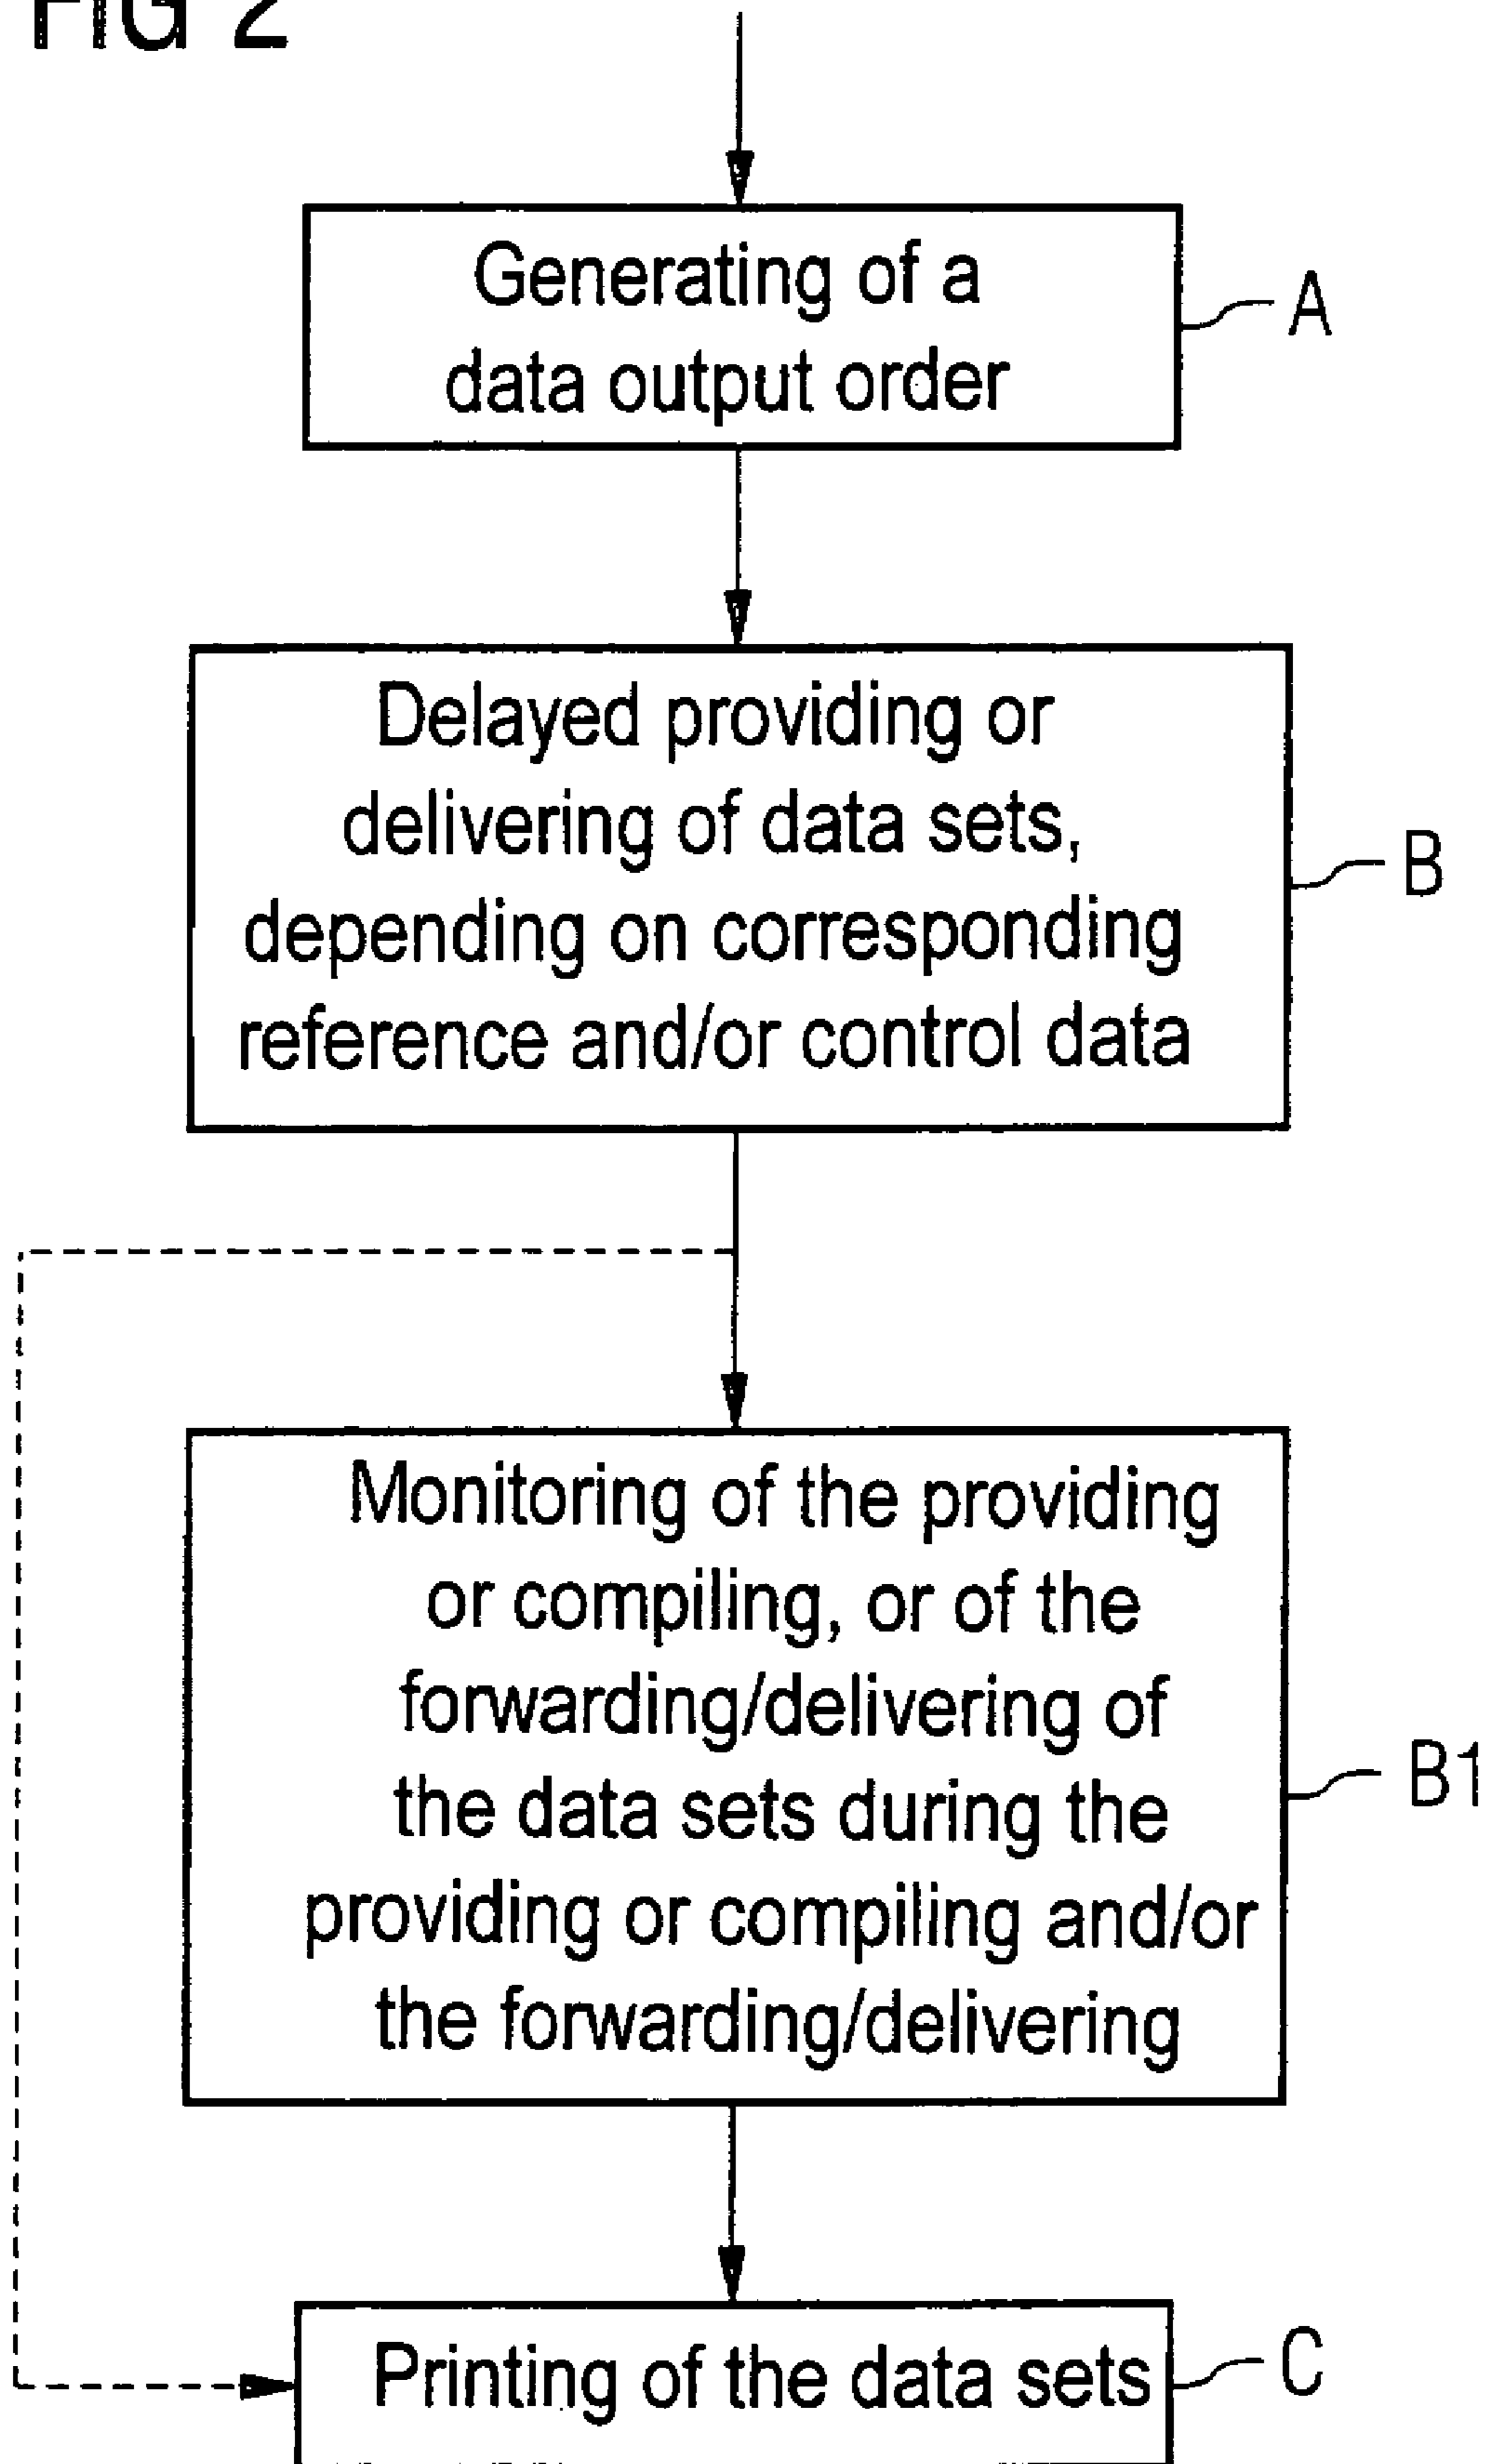 FIG 2
Generating of a
data output order
A
Delayed providing or
delivering of data sets,
depending on corresponding
reference and/or control data
B
Monitoring of the providing
or compiling, or of the
forwarding/delivering of
the data sets during the
providing or compiling and/or
the forwarding/delivering
B1
Printing of the data sets
C